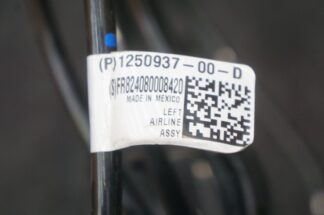 (P)1250937-00-D
(S)FR824080008420
MADE IN MEXICO
LEFT
AIRLINE
ASSY